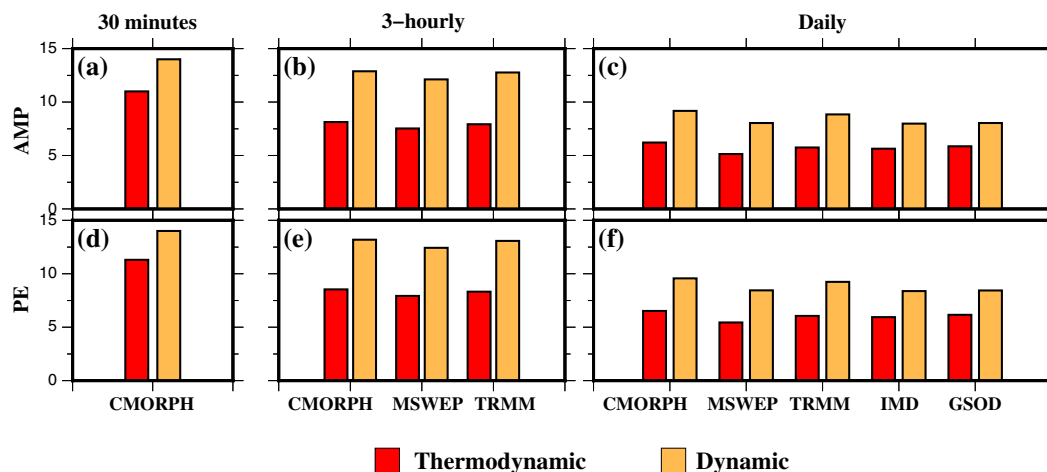 30 minutes 3−hourly Daily
15
(a) (b) (c)
10
AMP
5
0
15
(d) (e) (f)
10
PE
5
0
CMORPH CMORPH MSWEP TRMM CMORPH MSWEP TRMM IMD GSOD
Thermodynamic Dynamic